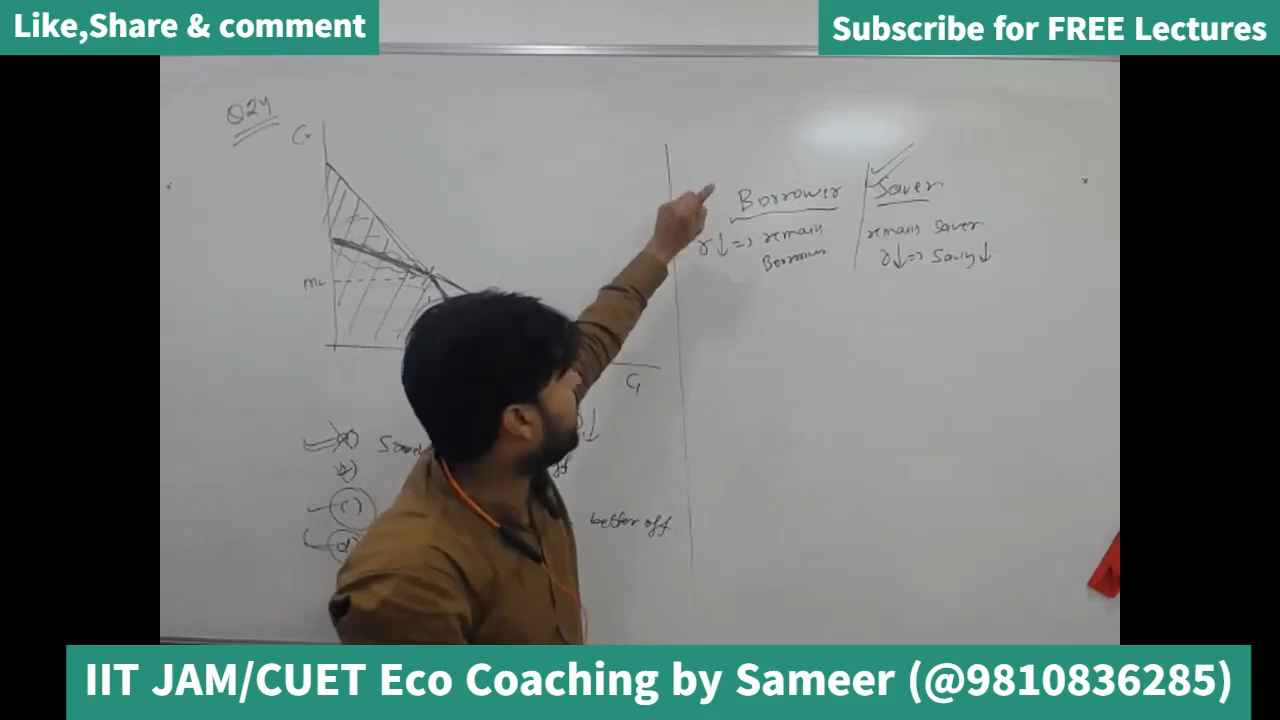 Like,Share & comment
Subscribe for FREE Lectures
Q24
C₂
m₂
C₁
Borrower
r↓ => remain
Borrower
Saver
remain saver
r↓ => Saving↓
better off
IIT JAM/CUET Eco Coaching by Sameer (@9810836285)